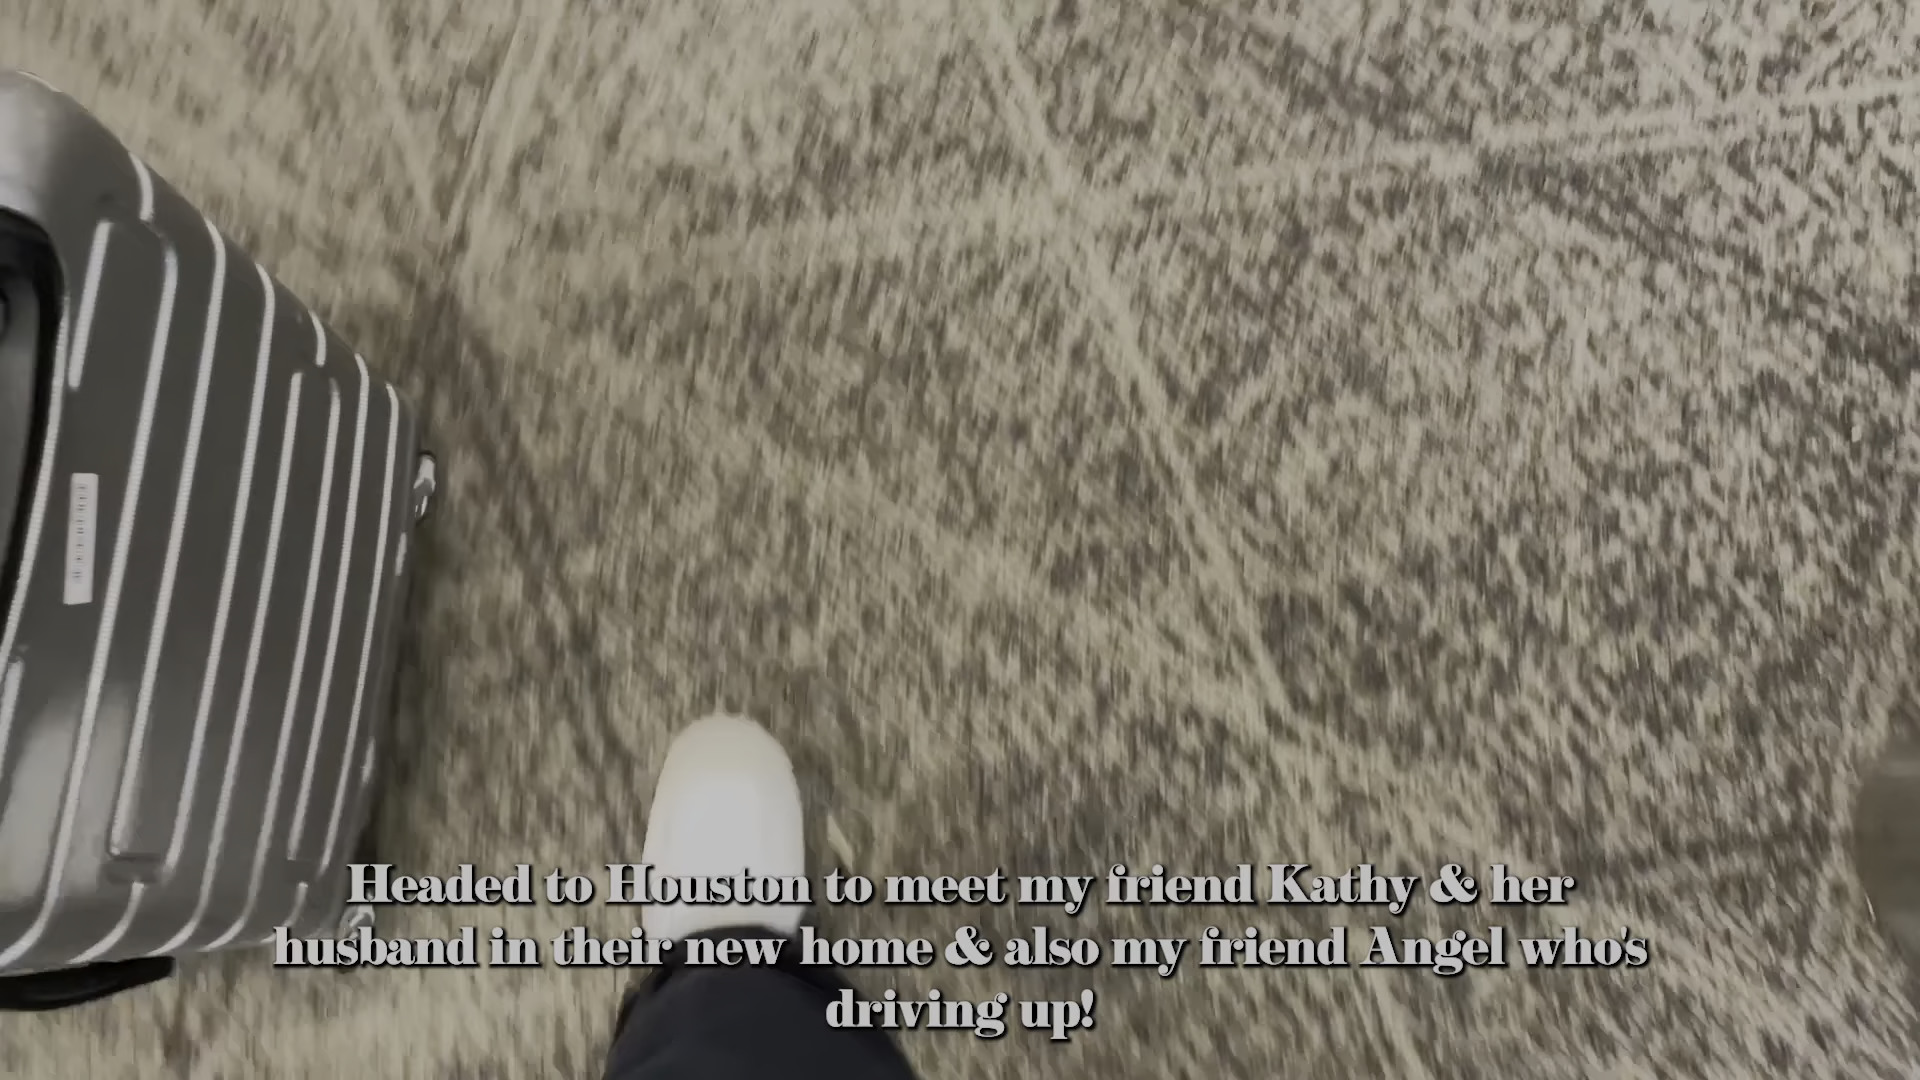 Headed to Houston to meet my friend Kathy & her
husband in their new home & also my friend Angel who's
driving up!